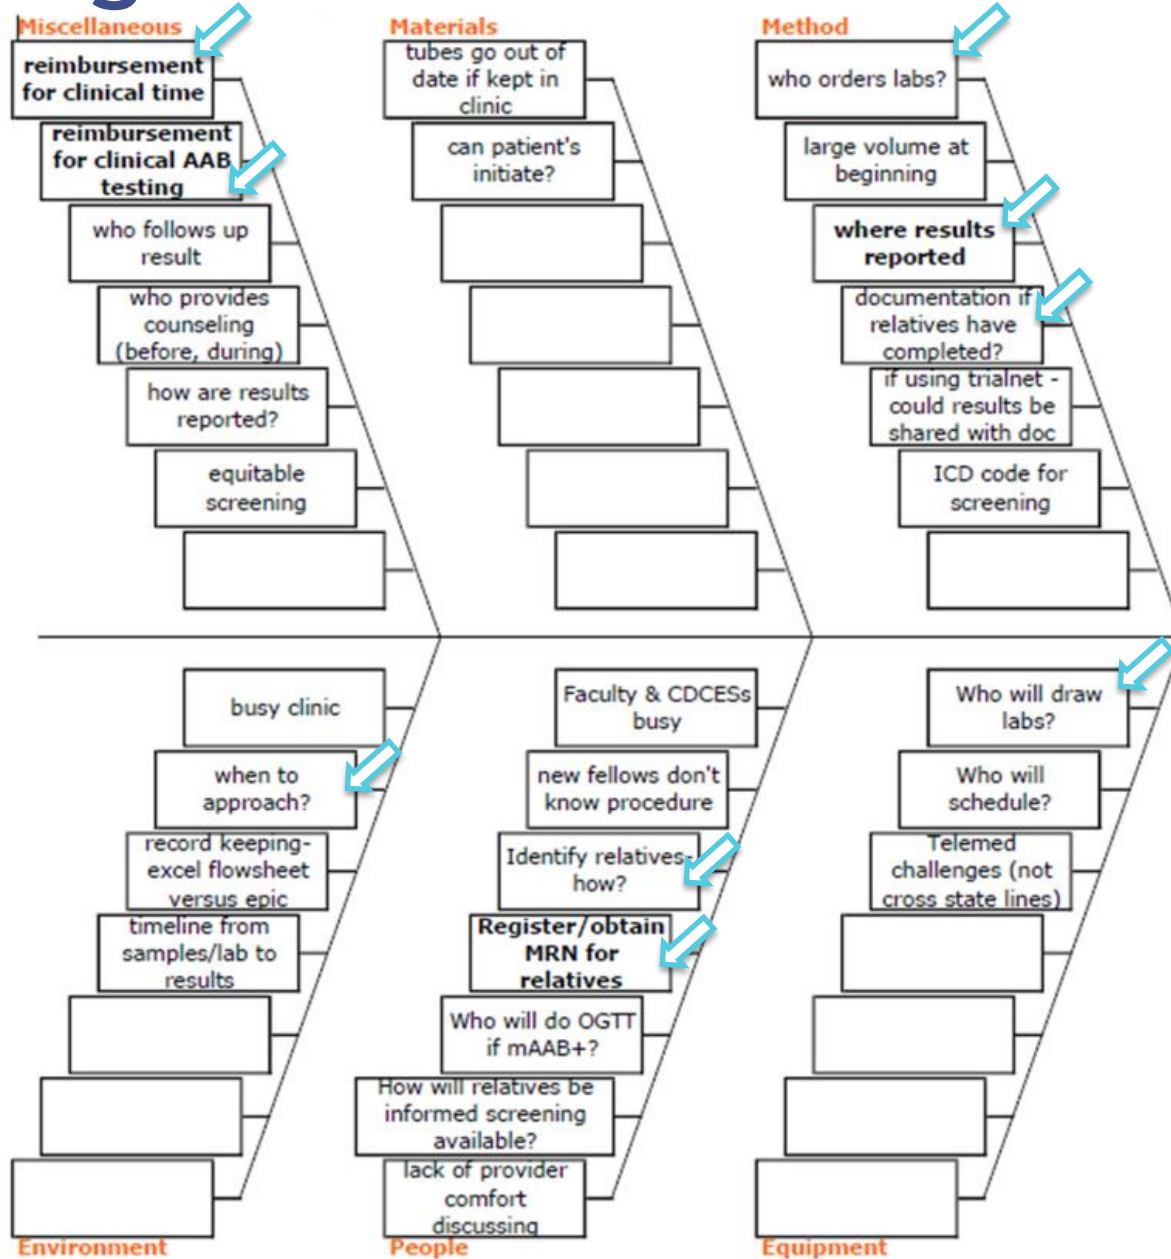 Miscellaneous
reimbursement
for clinical time
reimbursement
for clinical AAB
testing
who follows up
result
who provides
counseling
(before, during)
how are results
reported?
equitable
screening
Materials
tubes go out of
date if kept in
clinic
can patient's
initiate?
Method
who orders labs?
large volume at
beginning
where results
reported
documentation if
relatives have
completed?
if using trialnet -
could results be
shared with doc
ICD code for
screening
busy clinic
when to
approach?
record keeping-
excel flowsheet
versus epic
timeline from
samples/lab to
results
Environment
Faculty & CDCESs
busy
new fellows don't
know procedure
Identify relatives-
how?
Register/obtain
MRN for
relatives
Who will do OGTT
if mAAB+?
How will relatives be
informed screening
available?
lack of provider
comfort
discussing
People
Who will draw
labs?
Who will
schedule?
Telemed
challenges (not
cross state lines)
Equipment